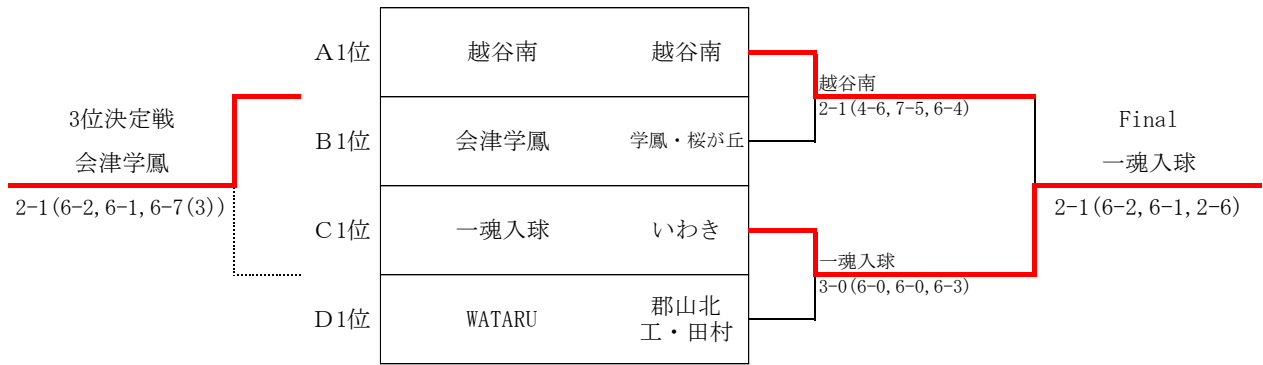 3位決定戦
会津学鳳
2-1(6-2,6-1,6-7(3))
A1位 越谷南 越谷南
B1位 会津学鳳 学鳳・桜が丘
C1位 一魂入球 いわき
D1位 WATARU 郡山北
工・田村
越谷南
2-1(4-6,7-5,6-4)
一魂入球
3-0(6-0,6-0,6-3)
Final
一魂入球
2-1(6-2,6-1,2-6)